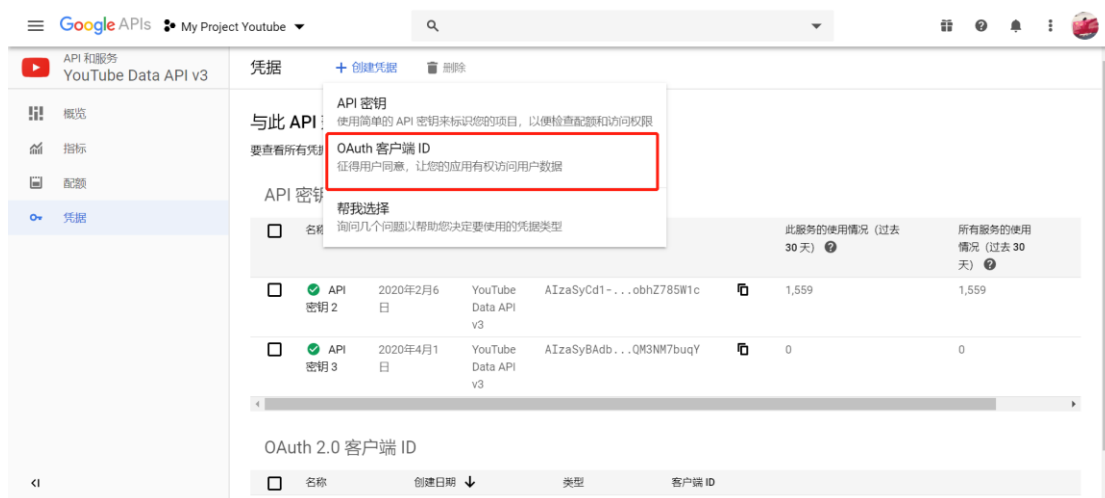 Google APIs My Project Youtube
API 和服务
YouTube Data API v3
概览
指标
配额
凭据
凭据 + 创建凭据 删除
API 密钥
使用简单的 API 密钥来标识您的项目，以便检查配额和访问权限
OAuth 客户端 ID
征得用户同意，让您的应用有权访问用户数据
帮我选择
询问几个问题以帮助您决定要使用的凭据类型
与此 API
要查看所有凭据
API 密钥
名称 此服务的使用情况（过去 所有服务的使用
30 天） 情况（过去 30
天）
API 2020年2月6 YouTube AIzaSyCd1-...obhZ785W1c 1,559 1,559
密钥 2 日 Data API
v3
API 2020年4月1 YouTube AIzaSyBAdb...QM3NM7buqY 0 0
密钥 3 日 Data API
v3
OAuth 2.0 客户端 ID
名称 创建日期 类型 客户端 ID